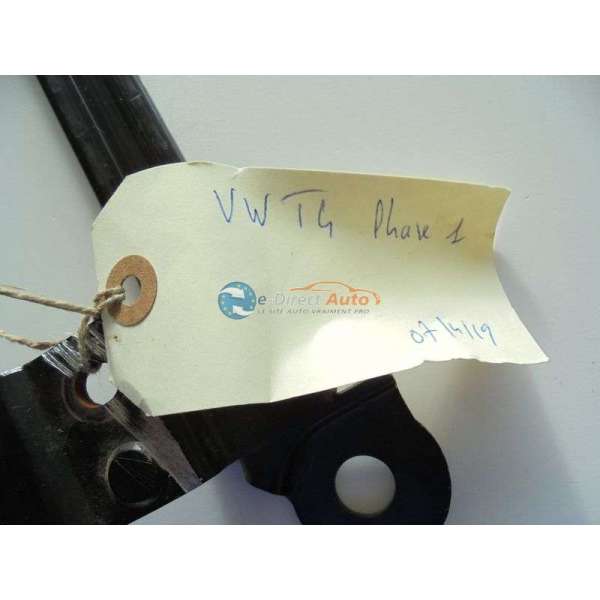 VW T4 Phase 1
e-Direct Auto
LE SITE AUTO VRAIMENT PRO
07/4/19